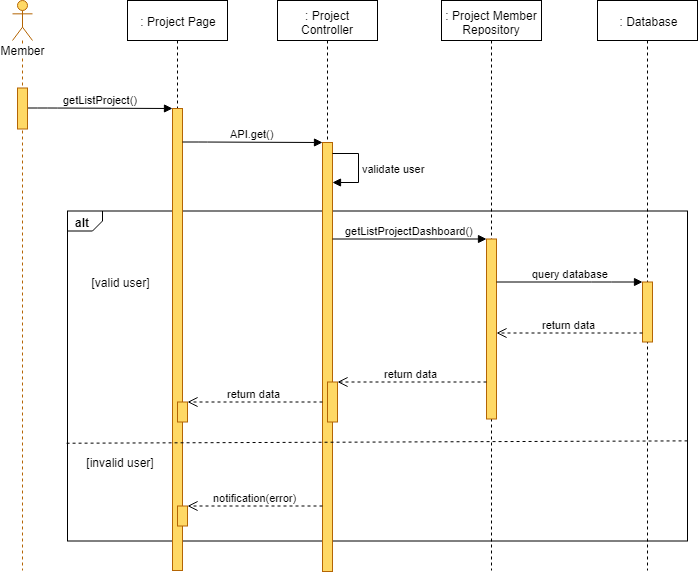 : Project Page
: Project
Controller
: Project Member
Repository
: Database
Member
getListProject()
API.get()
validate user
alt
getListProjectDashboard()
[valid user]
query database
return data
return data
return data
[invalid user]
notification(error)